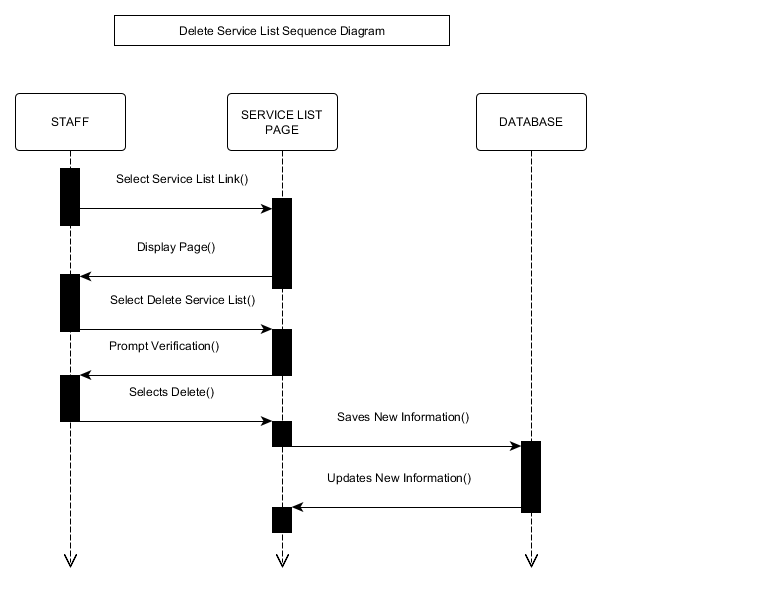 Delete Service List Sequence Diagram
STAFF
SERVICE LIST
PAGE
DATABASE
Select Service List Link()
Display Page()
Select Delete Service List()
Prompt Verification()
Selects Delete()
Saves New Information()
Updates New Information()